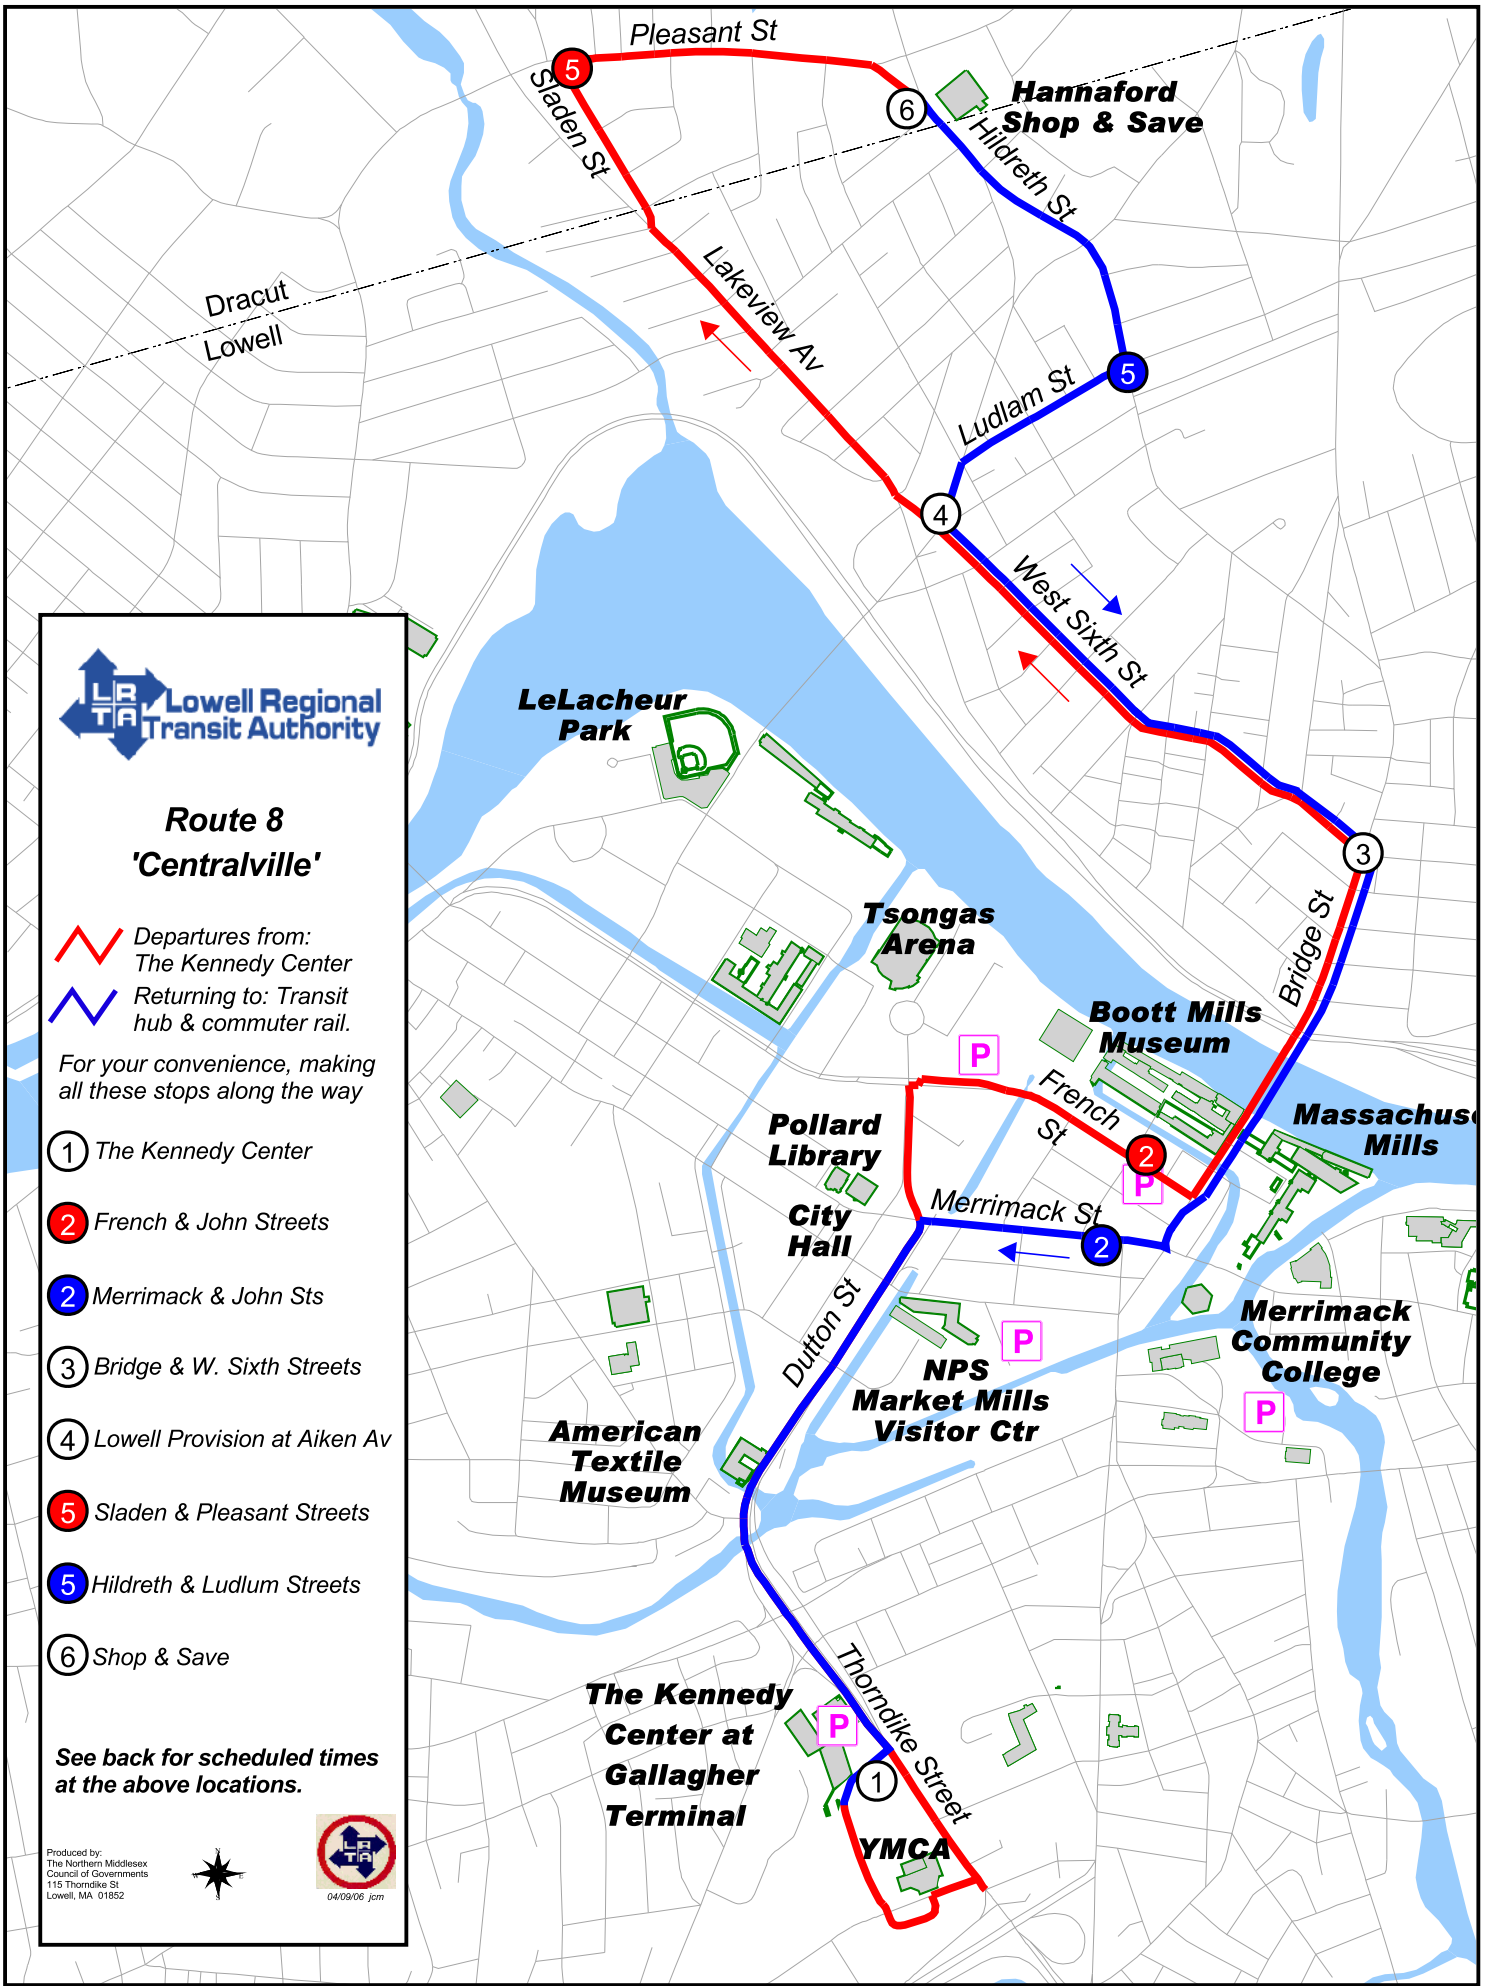 Pleasant St
5
Sladen St
6
Hannaford
Shop & Save
Hildreth St
Dracut
Lowell
Lakeview Av
5
Ludlam St
4
West Sixth St
LeLacheur
Park
3
Bridge St
Tsongas
Arena
Boott Mills
Museum
P
French
St
Massachus
Mills
Pollard
Library
2
P
City
Hall
Merrimack St
2
Dutton St
NPS
Market Mills
Visitor Ctr
P
Merrimack
Community
College
P
American
Textile
Museum
Thorndike Street
The Kennedy
Center at
Gallagher
Terminal
P
1
YMCA
LRTA
Lowell Regional
Transit Authority
Route 8
'Centralville'
Departures from:
The Kennedy Center
Returning to: Transit
hub & commuter rail.
For your convenience, making
all these stops along the way
1 The Kennedy Center
2 French & John Streets
2 Merrimack & John Sts
3 Bridge & W. Sixth Streets
4 Lowell Provision at Aiken Av
5 Sladen & Pleasant Streets
5 Hildreth & Ludlum Streets
6 Shop & Save
See back for scheduled times
at the above locations.
Produced by:
The Northern Middlesex
Council of Governments
115 Thorndike St
Lowell, MA 01852
N
W E
S
LRTA
04/09/06 jcm